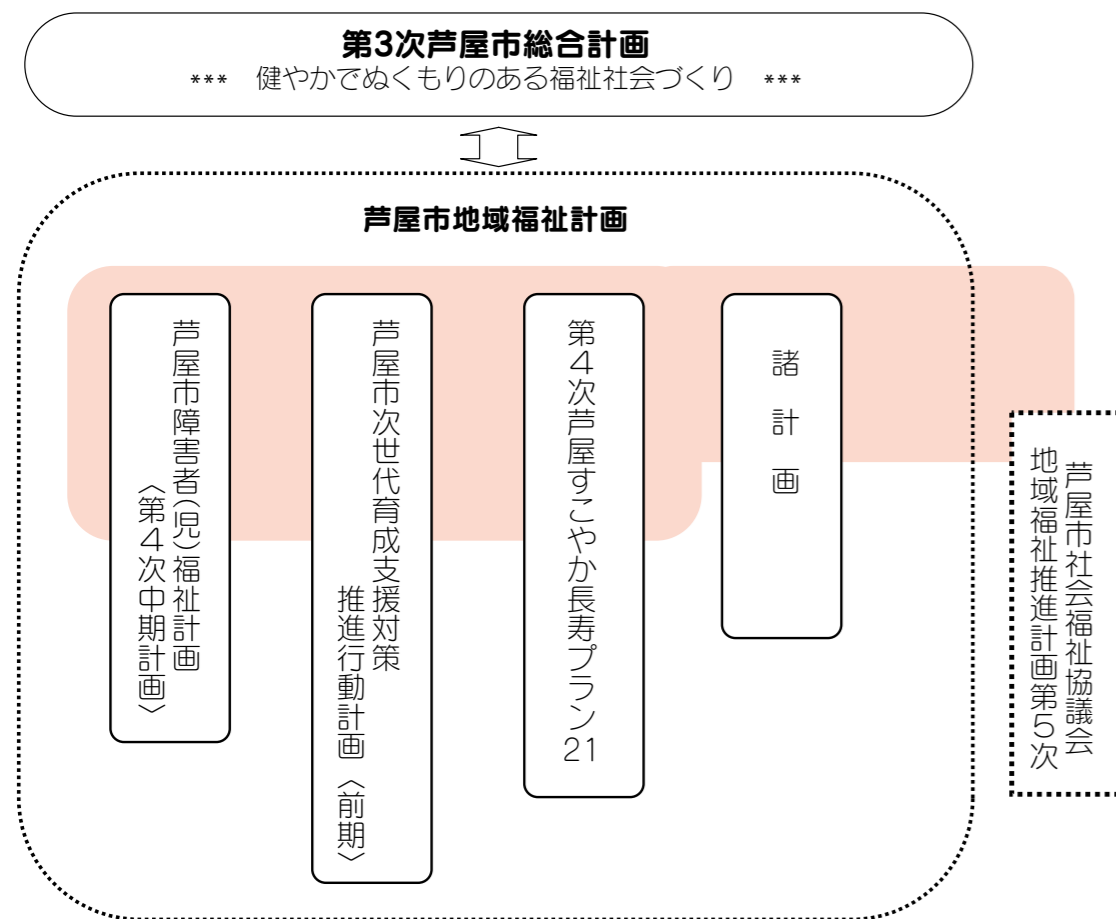 第3次芦屋市総合計画
*** 健やかでぬくもりのある福祉社会づくり ***
芦屋市地域福祉計画
芦屋市障害者(児)福祉計画
〈第4次中期計画〉
芦屋市次世代育成支援対策
推進行動計画〈前期〉
第4次芦屋すこやか長寿プラン21
諸計画
芦屋市社会福祉協議会
地域福祉推進計画第5次